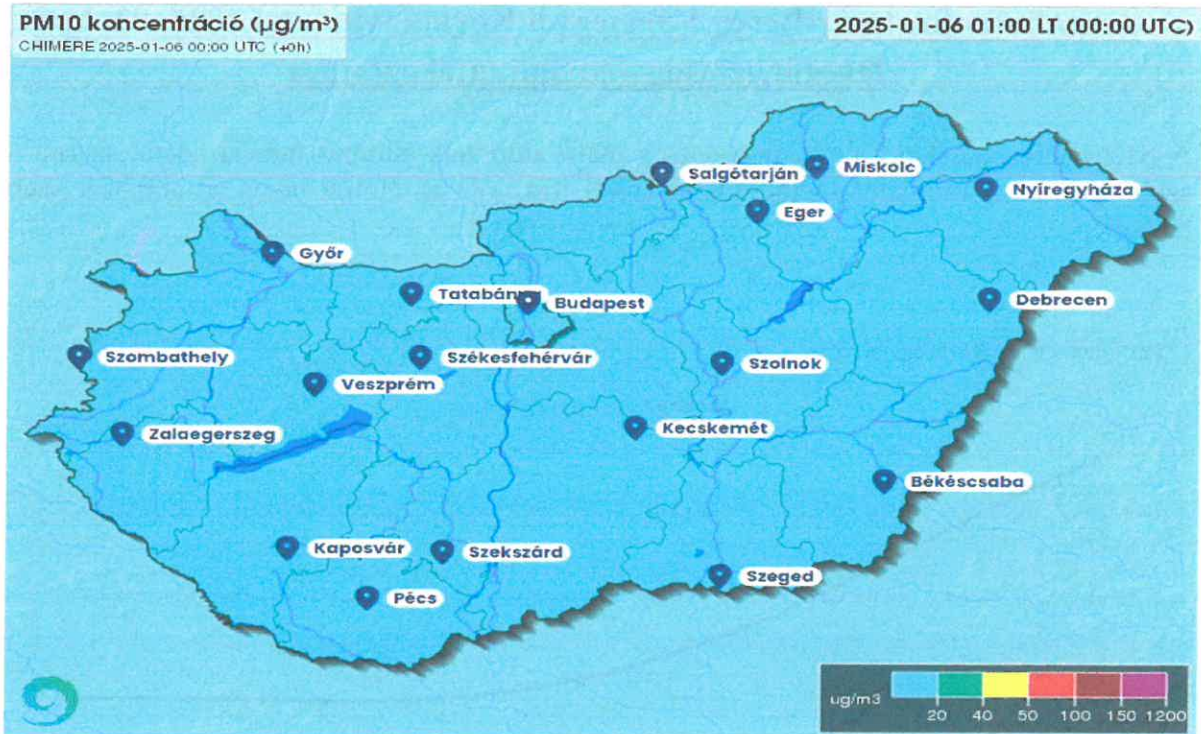 PM10 koncentráció (µg/m³)
CHIMERE 2025-01-06 00:00 UTC (+0h)
2025-01-06 01:00 LT (00:00 UTC)
Salgótarján
Miskolc
Nyíregyháza
Eger
Győr
Tatabány
Budapest
Debrecen
Szombathely
Székesfehérvár
Szolnok
Veszprém
Zalaegerszeg
Kecskemét
Békéscsaba
Kaposvár
Szekszárd
Szeged
Pécs
ug/m3
20 40 50 100 150 1200